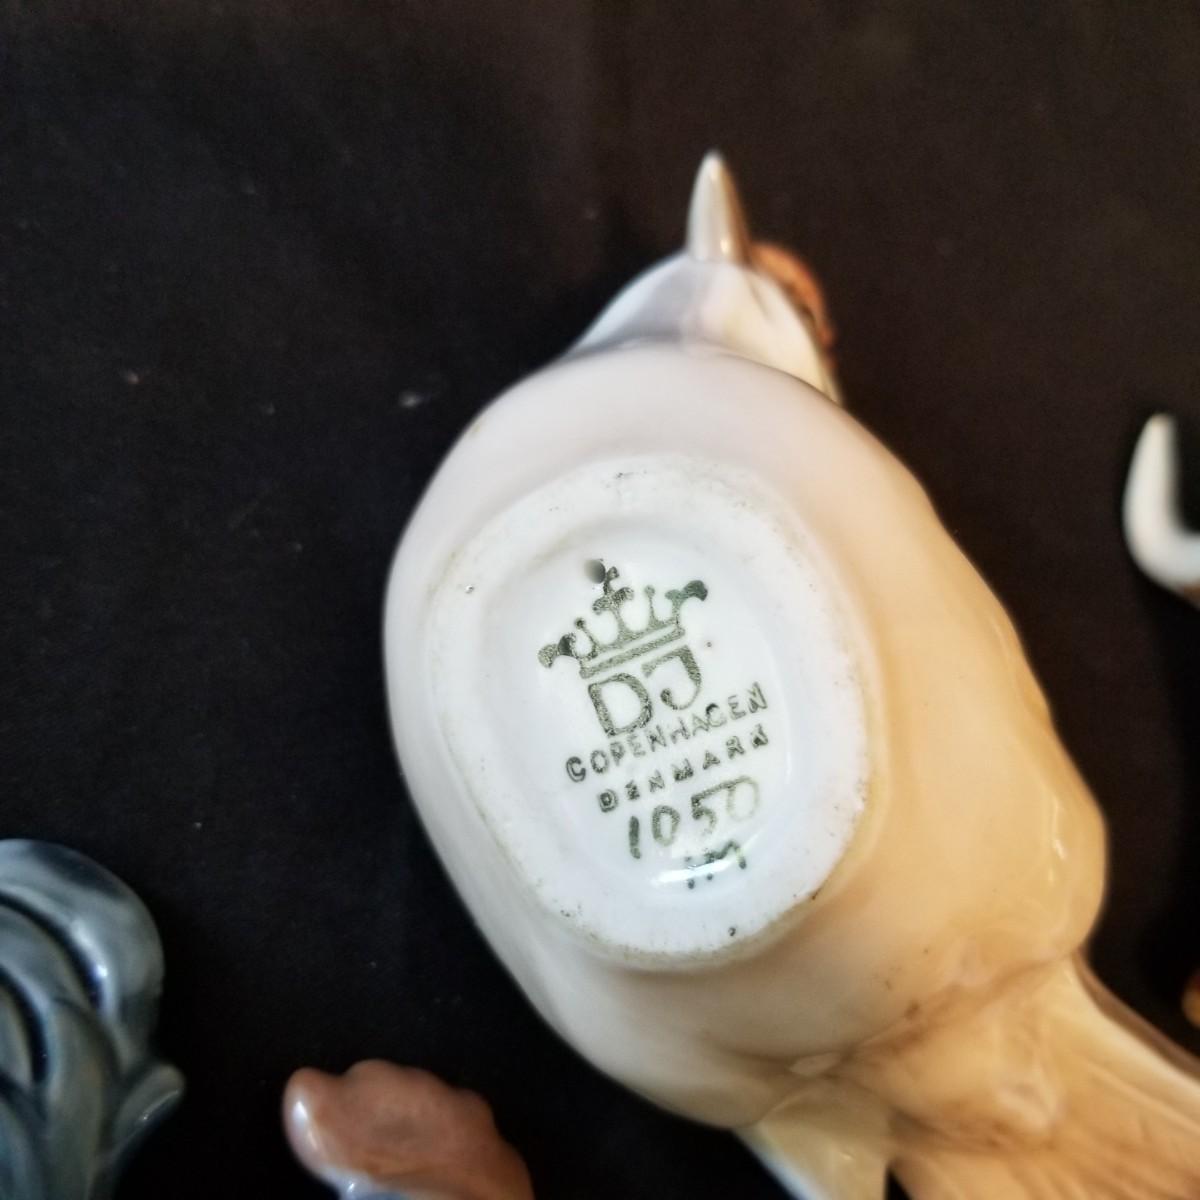 DJ
COPENHAGEN
DENMARK
1050